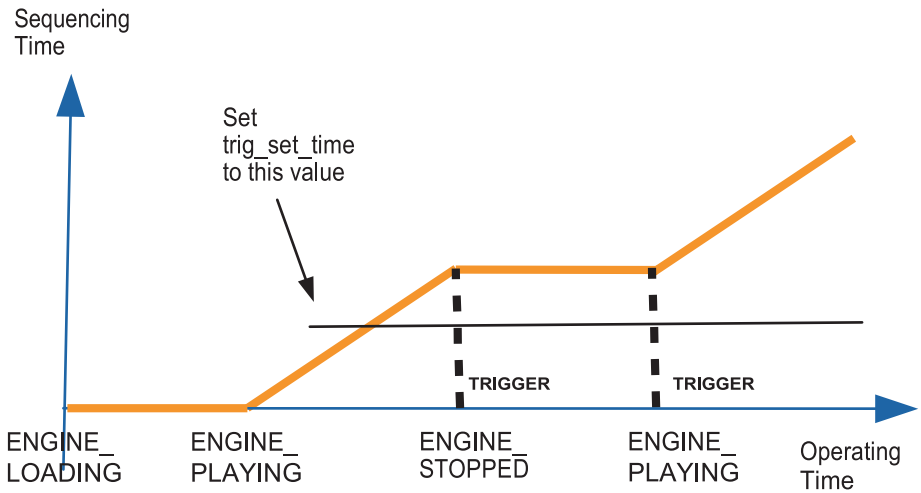 Sequencing
Time
Set
trig_set_time
to this value
TRIGGER
TRIGGER
ENGINE_
LOADING
ENGINE_
PLAYING
ENGINE_
STOPPED
ENGINE_
PLAYING
Operating
Time